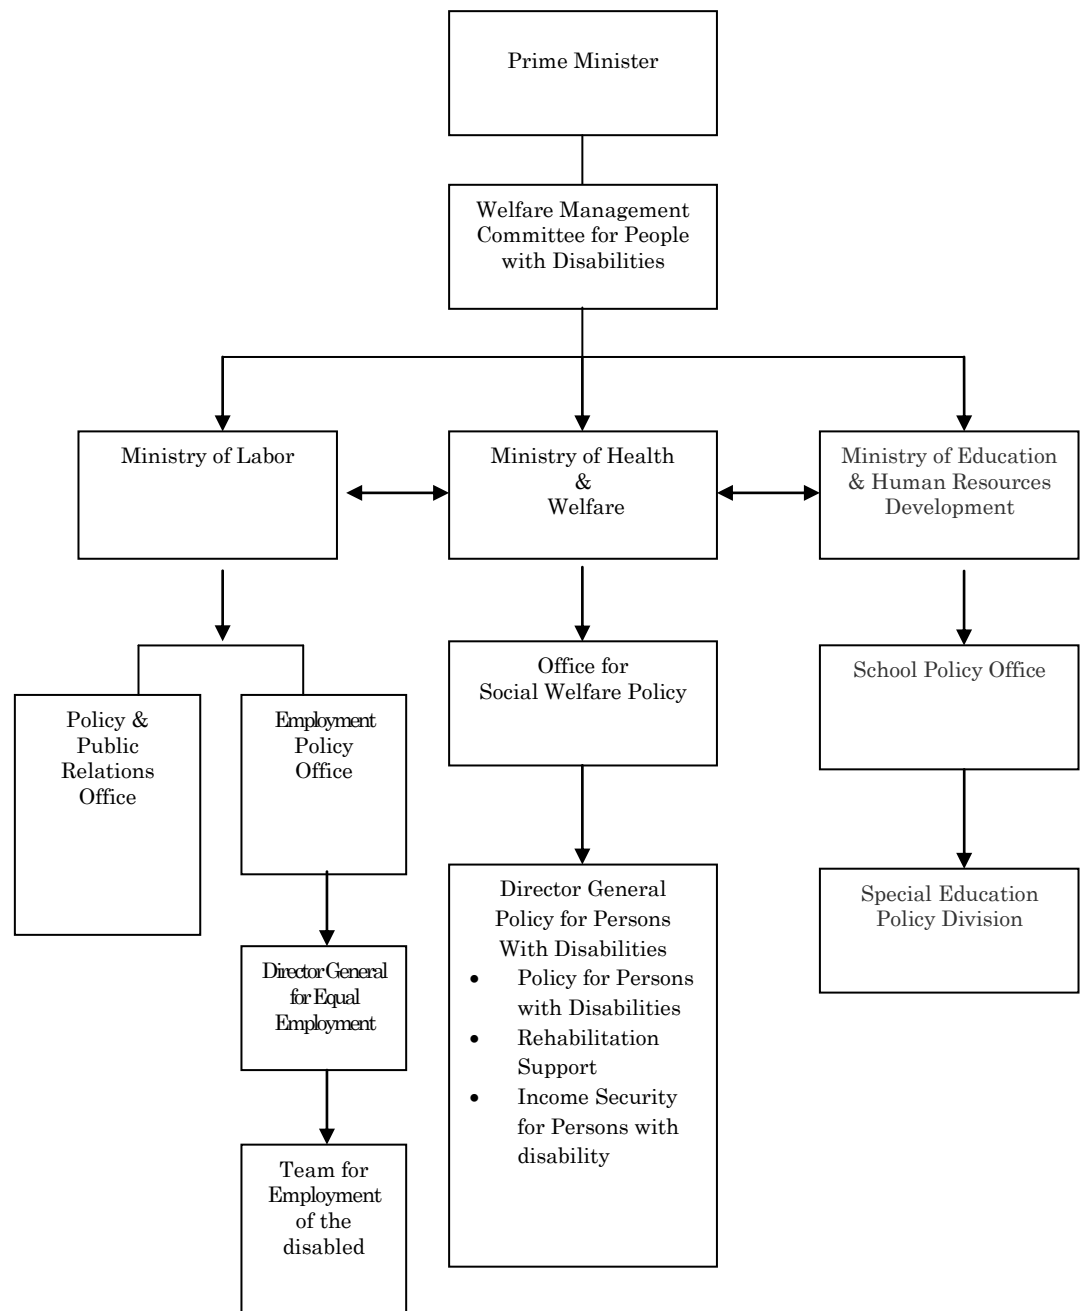 Prime Minister
Welfare Management
Committee for People
with Disabilities
Ministry of Labor
Ministry of Health
&
Welfare
Ministry of Education
& Human Resources
Development
Policy &
Public
Relations
Office
Employment
Policy
Office
Office for
Social Welfare Policy
School Policy Office
Director General
for Equal
Employment
Director General
Policy for Persons
With Disabilities
• Policy for Persons
with Disabilities
• Rehabilitation
Support
• Income Security
for Persons with
disability
Special Education
Policy Division
Team for
Employment
of the
disabled